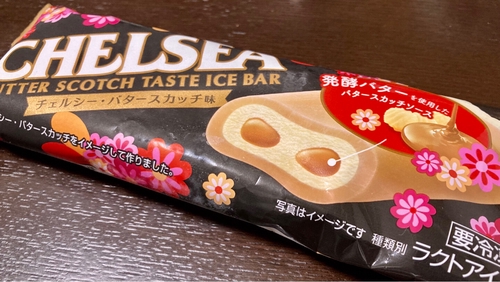 CHELSEA
UTTER SCOTCH TASTE ICE BAR
チェルシー・バタースカッチ味
シー・バタースカッチをイメージして作りました。
発酵バターを使用した
バタースカッチソース
写真はイメージです
種類別
ラクトアイ
要冷